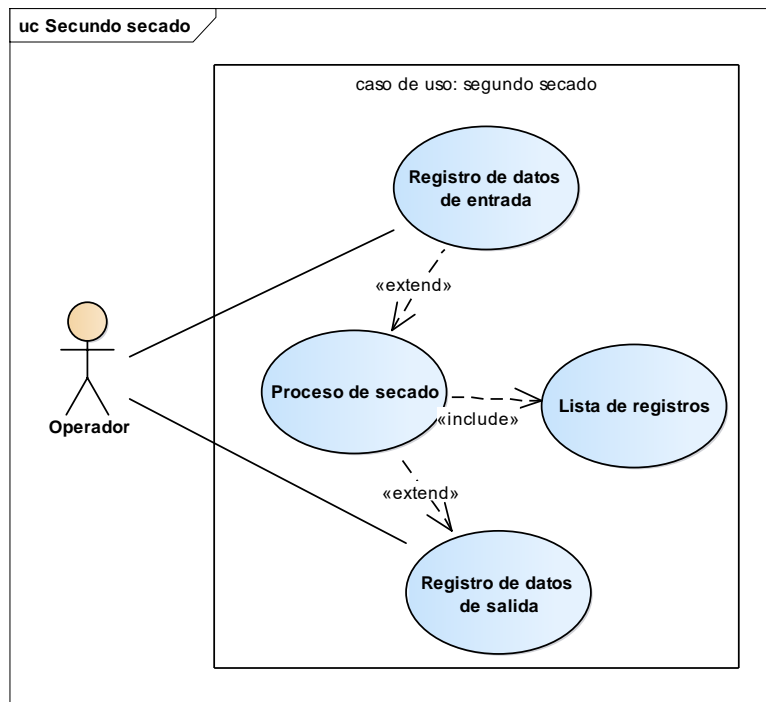 uc Secundo secado
caso de uso: segundo secado
Registro de datos
de entrada
«extend»
Proceso de secado
Lista de registros
«include»
Operador
«extend»
Registro de datos
de salida